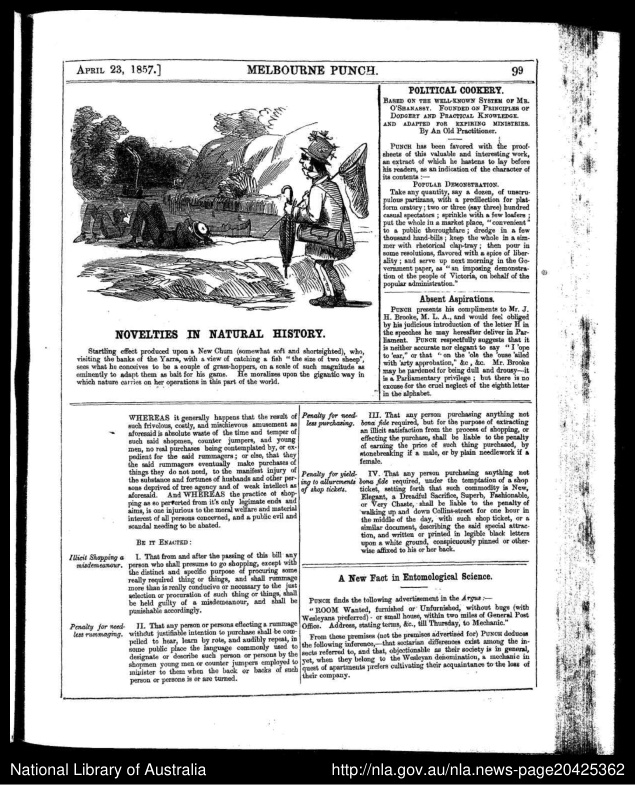 APRIL 23, 1857.]
MELBOURNE PUNCH.
99
NOVELTIES IN NATURAL HISTORY.
Startling effect produced upon a New Chum (somewhat soft and shortsighted), who,
visiting the banks of the Yarra, with a view of catching a fish "the size of two sheep",
sees what he conceives to be a couple of grass-hoppers, on a scale of such magnitude as
eminently to adapt them as bait for his game. He moralizes upon the gigantic way in
which nature carries on her operations in this part of the world.
POLITICAL COOKERY.
BASED ON THE WELL-KNOWN SYSTEM OF MR.
O'SHANASSY. FOUNDED ON PRINCIPLES OF
DODGERY AND PRACTICAL KNOWLEDGE.
AND ADAPTED FOR EXPIRING MINISTRIES.
By An Old Practitioner.
PUNCH has been favored with the proof-
sheets of this valuable and interesting work,
an extract of which he hastens to lay before
his readers, as an indication of the character of
its contents :—
POPULAR DEMONSTRATION.
Take any quantity, say a dozen, of unscru-
pulous partizans, with a predilection for plat-
form oratory; two or three (say three) hundred
casual spectators ; sprinkle with a few loafers ;
put the whole in a market place, "convenient"
to a public thoroughfare; dredge in a few
thousand hand-bills; keep the whole in a sim-
mer with rhetorical clap-tray; then pour in
some resolutions, flavored with a spice of liber-
ality; and serve up next morning in the Go-
vernment paper, as "an imposing demonstra-
tion of the people of Victoria, on behalf of the
popular administration."
Absent Aspirations.
PUNCH presents his compliments to Mr. J.
H. Brooke, M. L. A., and would feel obliged
by his judicious introduction of the letter H in
the speeches he may hereafter deliver in Par-
liament. PUNCH respectfully suggests that it
is neither accurate nor elegant to say "I 'ope
to 'ear," or that "on the 'ole the 'ouse 'ailed
with 'arty approbation," &c, &c. Mr. Brooke
may be pardoned for being dull and drousy—it
is a Parliamentary privilege; but there is no
excuse for the cruel neglect of the eighth letter
in the alphabet.
WHEREAS it generally happens that the result of
such frivolous, costly, and mischievous amusement as
aforesaid is absolute waste of the time and temper of
such said shopmen, counter jumpers, and young
men, no real purchases being contemplated by, or ex-
pedient for the said rummagers; or else, that they
the said rummagers eventually make purchases of
things they do not need, to the manifest injury of
the substance and fortunes of husbands and other per-
sons deprived of free agency and of weak intellect as
aforesaid. And WHEREAS the practice of shop-
ping as so perverted from it's only legimate ends and
aims, is one injurious to the moral welfare and material
interest of all persons concerned, and a public evil and
scandal needing to be abated.
BE IT ENACTED:
Illicit Shopping a
misdemeanour.
I. That from and after the passing of this bill any
person who shall presume to go shopping, except with
the distinct and specific purpose of procuring some
really required thing or things, and shall rummage
more than is really conducive or necessary to the just
selection or procuration of such thing or things, shall
be held guilty of a misdemeanour, and shall be
punishable accordingly.
Penalty for need-
less rummaging.
II. That any person or persons effecting a rummage
without justifiable intention to purchase shall be com-
pelled to hear, learn by rote, and audibly repeat, in
some public place the language commonly used to
designate or describe such person or persons by the
shopmen young men or counter jumpers employed to
minister to them when the back or backs of such
person or persons is or are turned.
Penalty for need-
less purchasing.
III. That any person purchasing anything not
bona fide required, but for the purpose of extracting
an illicit satisfaction from the process of shopping, or
effecting the purchase, shall be liable to the penalty
of earning the price of such thing purchased, by
stonebreaking if a male, or by plain needlework if a
female.
Penalty for yield-
ing to allurements
of shop tickets.
IV. That any person purchasing anything not
bona fide required, under the temptation of a shop
ticket, setting forth that such commodity is New,
Elegant, a Dreadful Sacrifice, Superb, Fashionable,
or Very Chaste, shall be liable to the penalty of
walking up and down Collins-street for one hour in
the middle of the day, with such shop ticket, or a
similar document, describing the said special attrac-
tion, and written or printed in legible black letters
upon a white ground, conspicuously pinned or other-
wise affixed to his or her back.
A New Fact in Entomological Science.
PUNCH finds the following advertisement in the Argus :—
"ROOM Wanted, furnished or Unfurnished, without bugs (with
Wesleyans preferred) - or small house, within two miles of General Post
Office. Address, stating terms, &c., till Thursday, to Mechanic."
From these premises (not the premises advertised for) PUNCH deduces
the following inference,—that sectarian differences exist among the in-
sects referred to, and that, objectionable as their society is in general,
yet, when they belong to the Wesleyan denomination, a mechanic in
quest of apartments prefers cultivating their acquaintance to the loss of
their company.
National Library of Australia
http://nla.gov.au/nla.news-page20425362